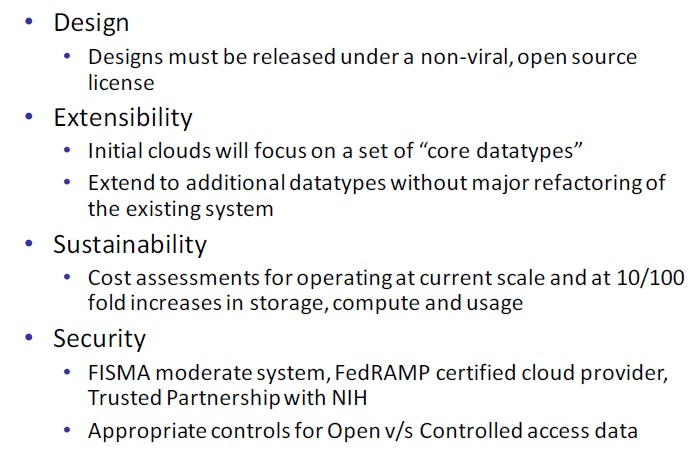 • Design
• Designs must be released under a non-viral, open source
license
• Extensibility
• Initial clouds will focus on a set of “core datatypes”
• Extend to additional datatypes without major refactoring of
the existing system
• Sustainability
• Cost assessments for operating at current scale and at 10/100
fold increases in storage, compute and usage
• Security
• FISMA moderate system, FedRAMP certified cloud provider,
Trusted Partnership with NIH
• Appropriate controls for Open v/s Controlled access data